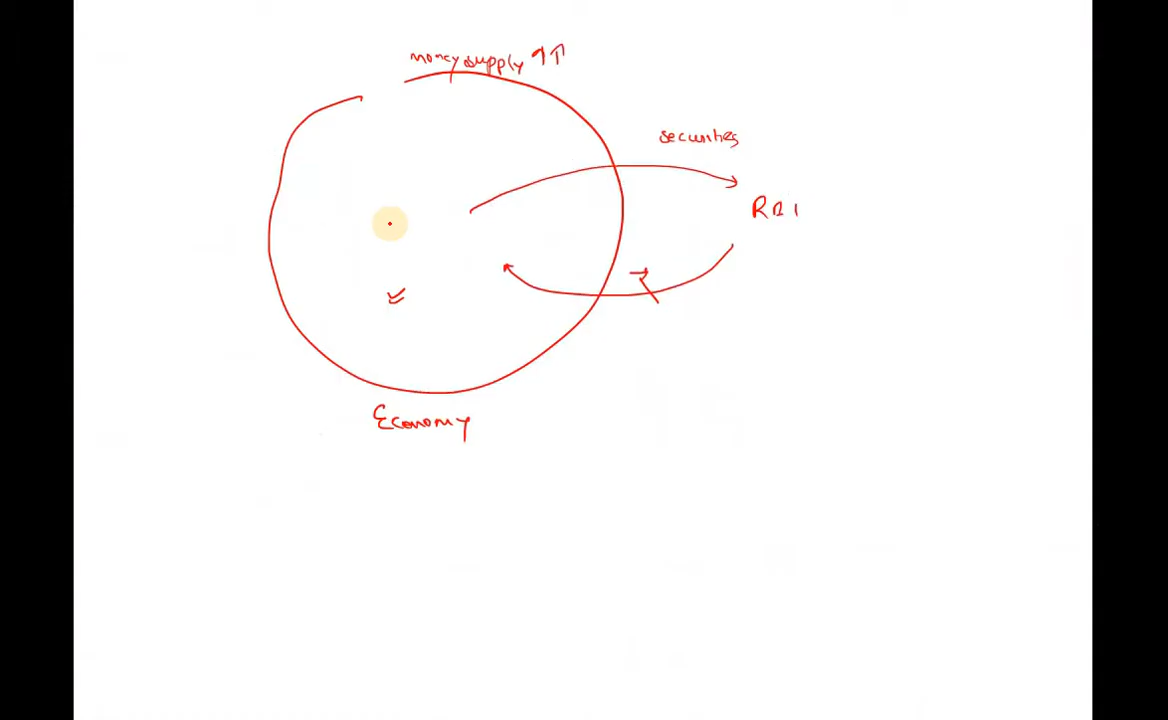 money supply ↑↑
securities
RBI
₹
Economy